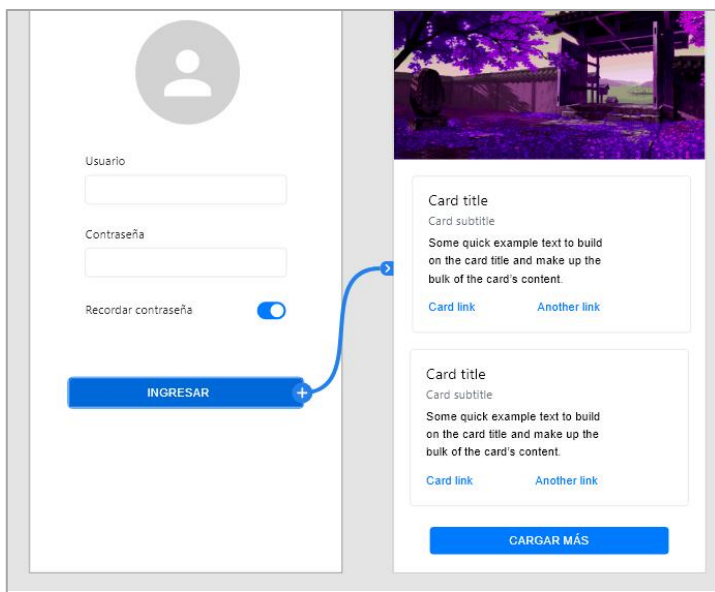 Usuario
Contraseña
Recordar contraseña
INGRESAR
Card title
Card subtitle
Some quick example text to build
on the card title and make up the
bulk of the card's content.
Card link Another link
Card title
Card subtitle
Some quick example text to build
on the card title and make up the
bulk of the card's content.
Card link Another link
CARGAR MÁS